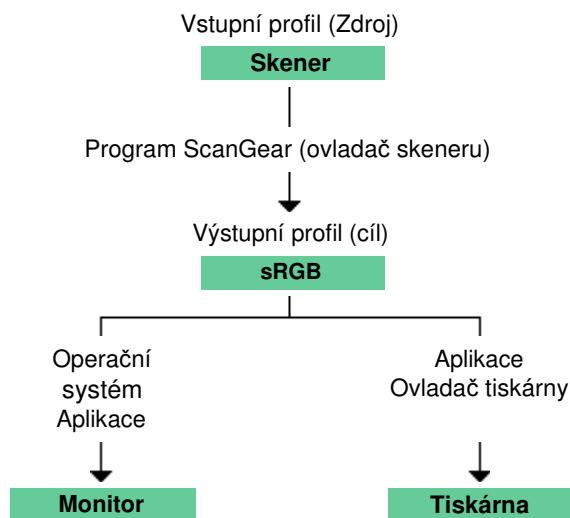 Vstupní profil (Zdroj)
Skener
Program ScanGear (ovladač skeneru)
Výstupní profil (cíl)
sRGB
Operační
systém
Aplikace
Aplikace
Ovladač tiskárny
Monitor
Tiskárna